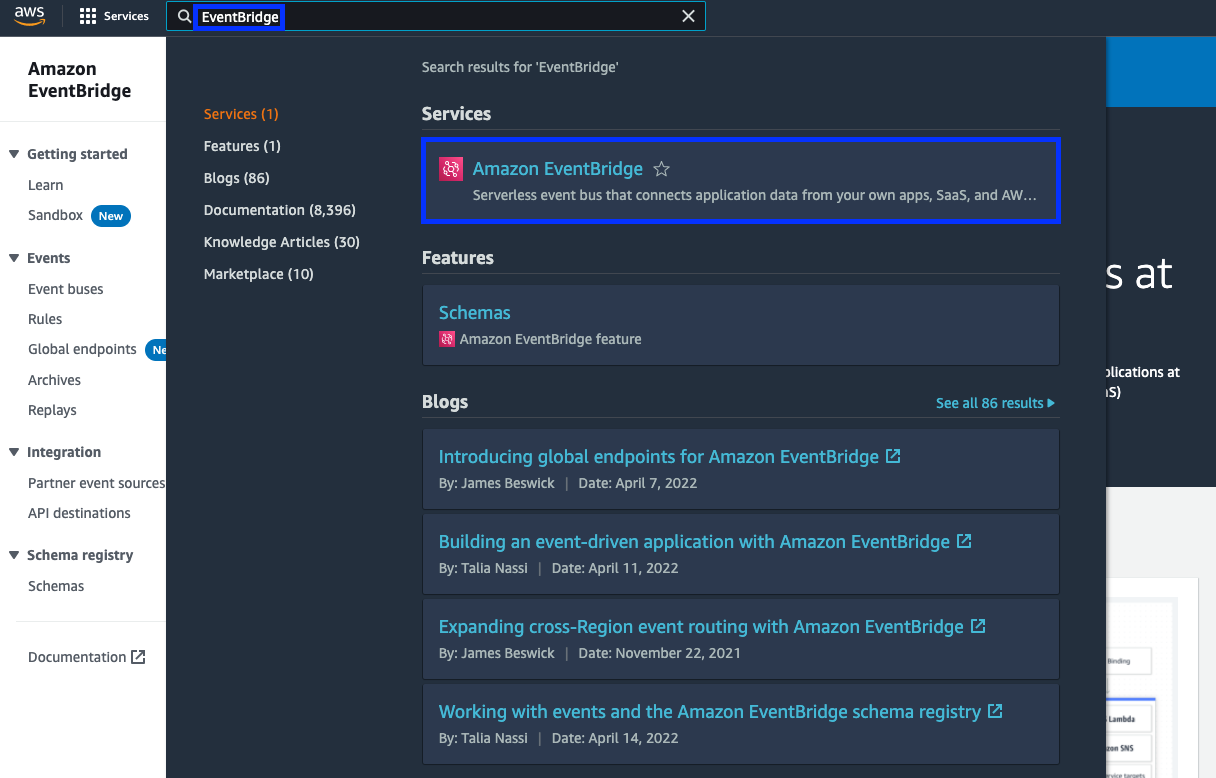 aws
Services
EventBridge
Amazon
EventBridge
Getting started
Learn
Sandbox New
Events
Event buses
Rules
Global endpoints Ne
Archives
Replays
Integration
Partner event sources
API destinations
Schema registry
Schemas
Documentation
Search results for 'EventBridge'
Services (1)
Features (1)
Blogs (86)
Documentation (8,396)
Knowledge Articles (30)
Marketplace (10)
Services
Amazon EventBridge
Serverless event bus that connects application data from your own apps, SaaS, and AW...
Features
Schemas
Amazon EventBridge feature
Blogs
See all 86 results
Introducing global endpoints for Amazon EventBridge
By: James Beswick | Date: April 7, 2022
Building an event-driven application with Amazon EventBridge
By: Talia Nassi | Date: April 11, 2022
Expanding cross-Region event routing with Amazon EventBridge
By: James Beswick | Date: November 22, 2021
Working with events and the Amazon EventBridge schema registry
By: Talia Nassi | Date: April 14, 2022
s at
plications at
S)
Binding
Lambda
zon SNS
ervice targets